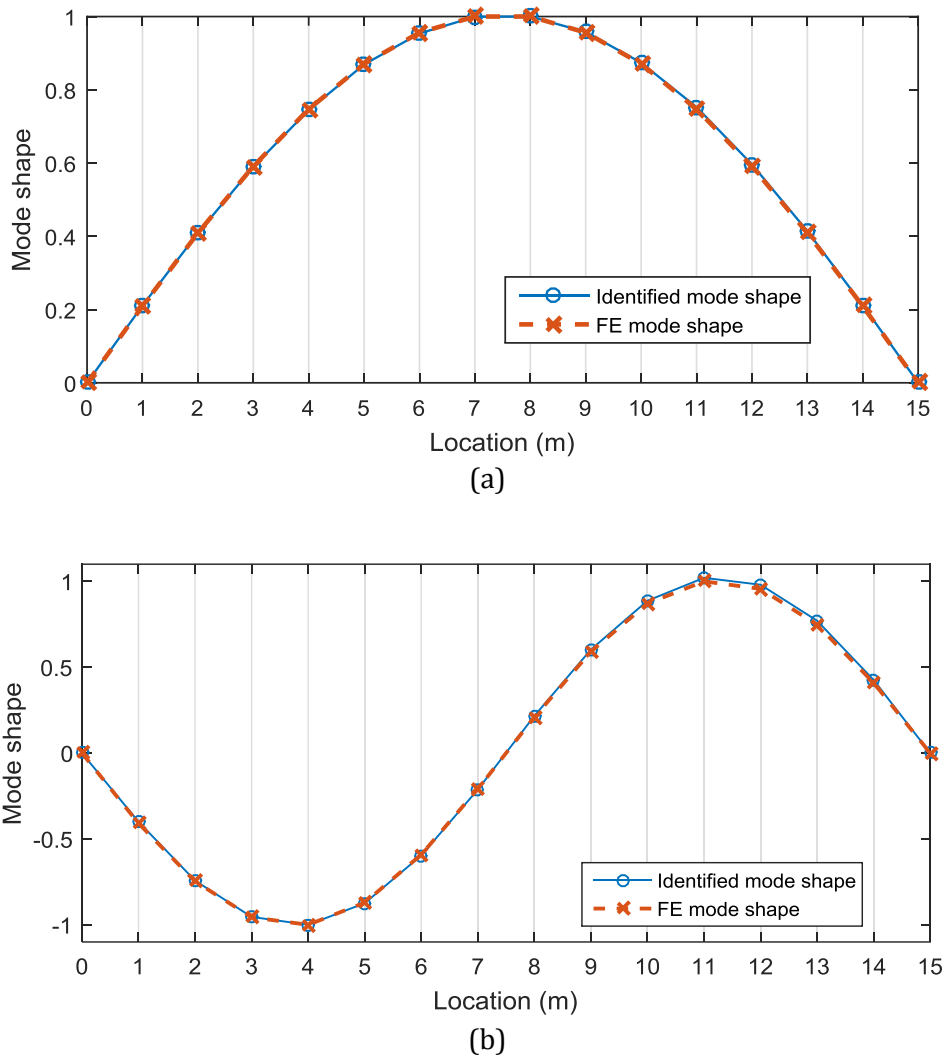 1
0.8
0.6
0.4
0.2
0
Mode shape
Identified mode shape
FE mode shape
0 1 2 3 4 5 6 7 8 9 10 11 12 13 14 15
Location (m)
(a)
1
0.5
0
-0.5
-1
Mode shape
Identified mode shape
FE mode shape
0 1 2 3 4 5 6 7 8 9 10 11 12 13 14 15
Location (m)
(b)